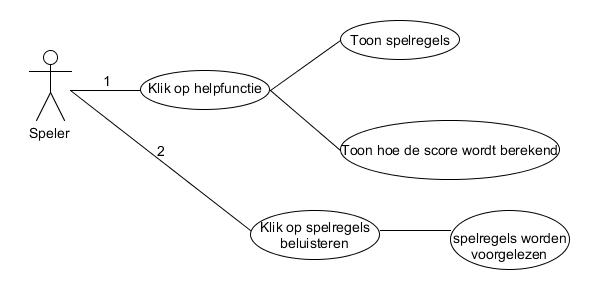 Toon spelregels
1
Klik op helpfunctie
Speler
Toon hoe de score wordt berekend
2
Klik op spelregels
beluisteren
spelregels worden
voorgelezen